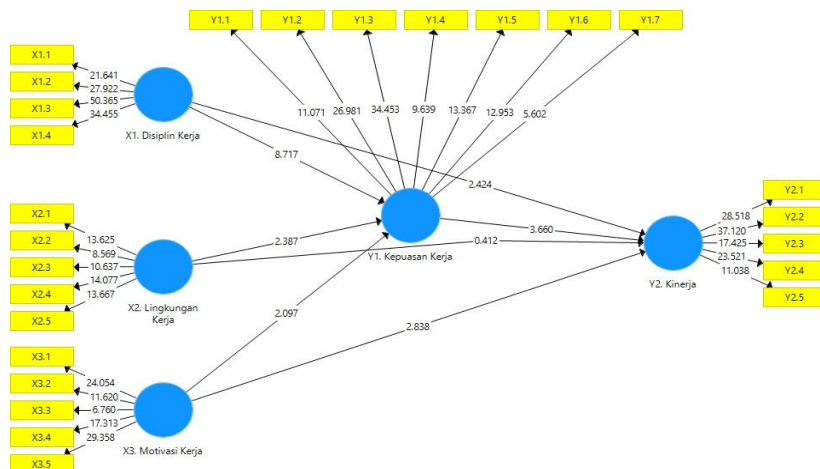 Y1.1
Y1.2
Y1.3
Y1.4
Y1.5
Y1.6
Y1.7
X1.1
X1.2
X1.3
X1.4
21.641
27.922
50.365
34.455
X1. Disiplin Kerja
11.071
26.981
34.453
9.639
13.367
12.953
5.602
8.717
2.424
X2.1
X2.2
X2.3
X2.4
X2.5
13.625
8.569
10.637
14.077
13.667
X2. Lingkungan
Kerja
2.387
0.412
Y1. Kepuasan Kerja
3.660
Y2.1
Y2.2
Y2.3
Y2.4
Y2.5
28.518
37.120
17.425
23.521
11.038
Y2. Kinerja
2.097
2.838
X3.1
X3.2
X3.3
X3.4
X3.5
24.054
11.620
6.760
17.313
29.358
X3. Motivasi Kerja